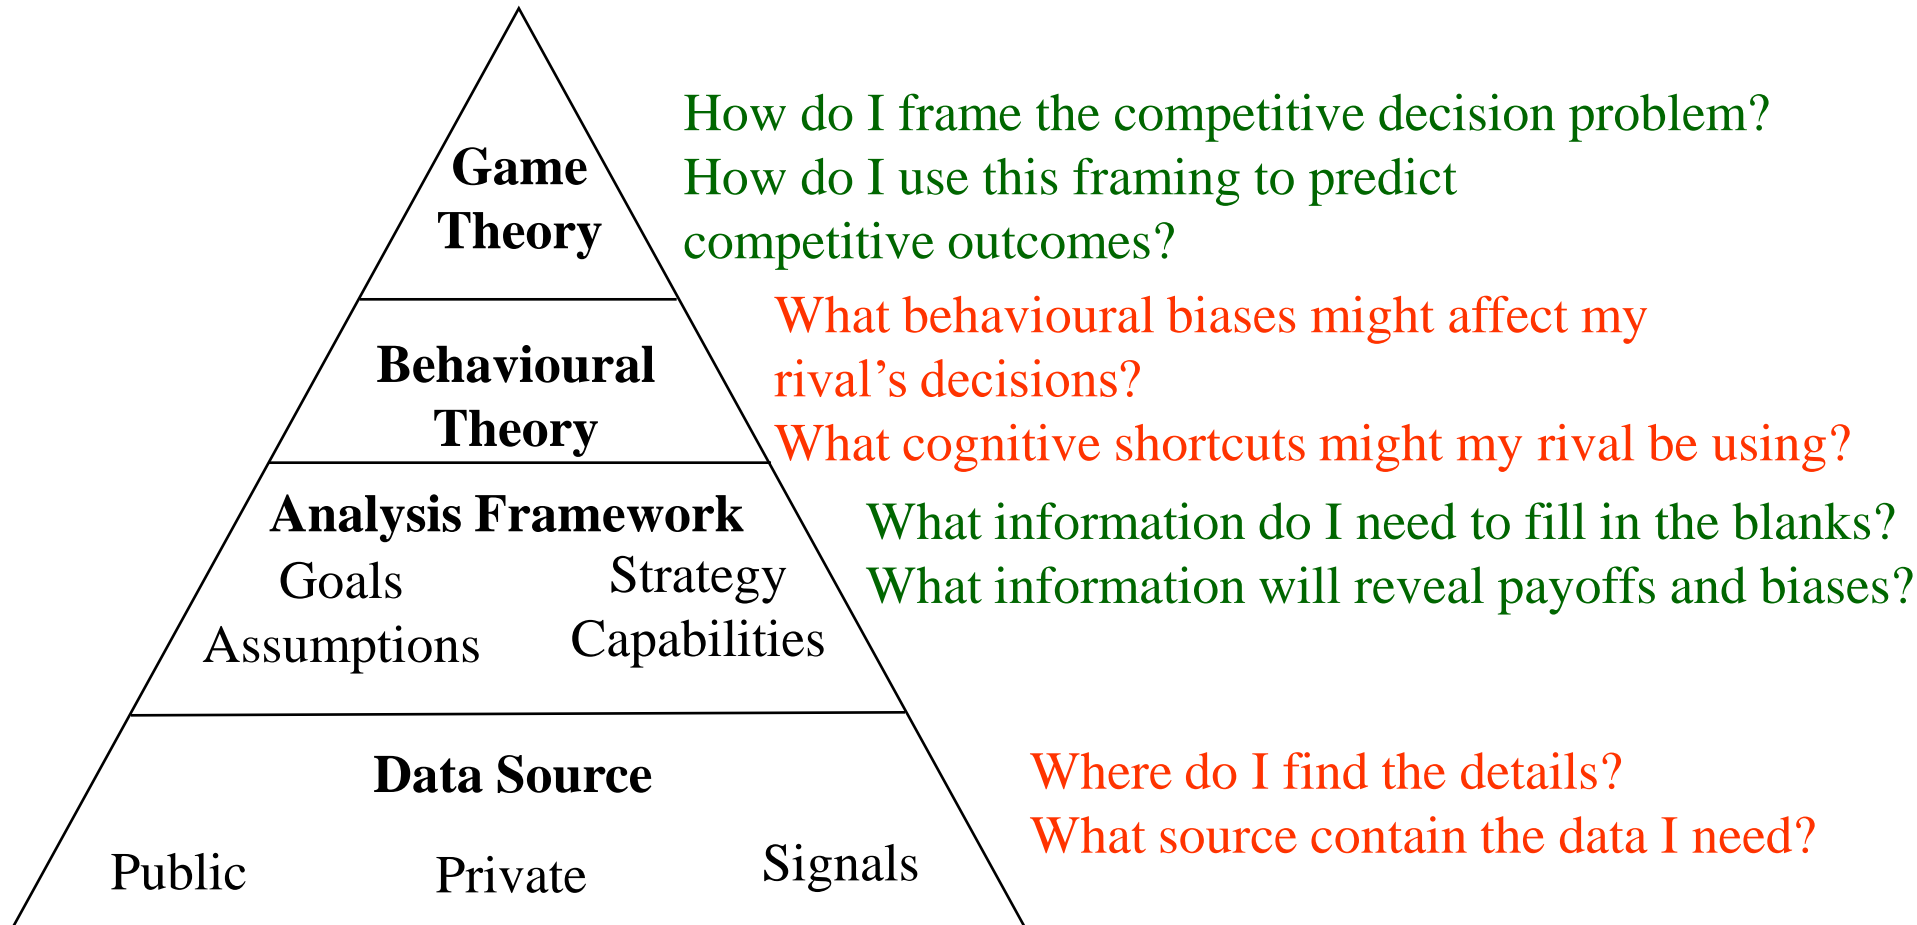 Game
Theory
How do I frame the competitive decision problem?
How do I use this framing to predict
competitive outcomes?
Behavioural
Theory
What behavioural biases might affect my
rival’s decisions?
What cognitive shortcuts might my rival be using?
Analysis Framework
Goals
Strategy
Assumptions
Capabilities
What information do I need to fill in the blanks?
What information will reveal payoffs and biases?
Data Source
Public
Private
Signals
Where do I find the details?
What source contain the data I need?